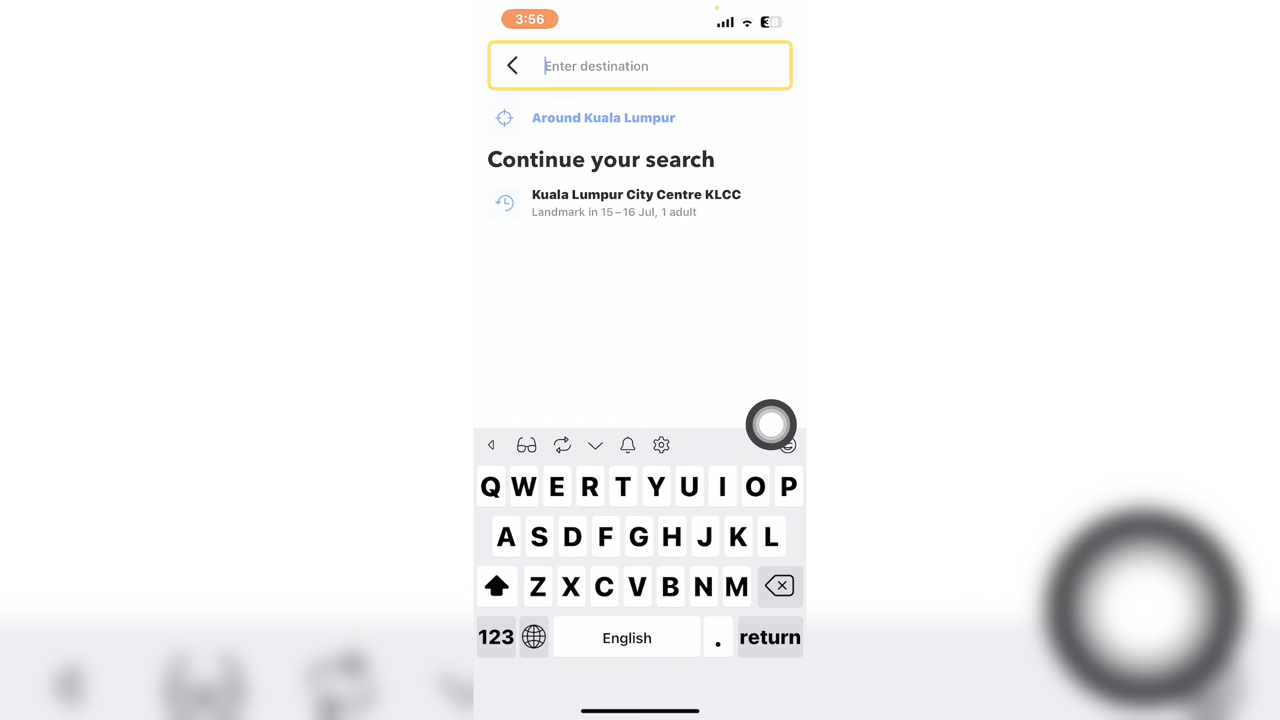 3:56
38
Enter destination
Around Kuala Lumpur
Continue your search
Kuala Lumpur City Centre KLCC
Landmark in 15–16 Jul, 1 adult
Q W E R T Y U I O P
A S D F G H J K L
Z X C V B N M
123 English . return